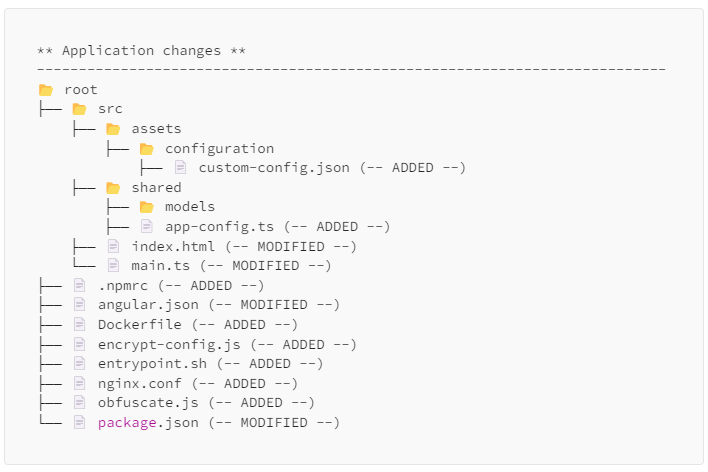 ** Application changes **
---------------------------------------------------------------------------
root
├── src
├── assets
├── configuration
├── custom-config.json (-- ADDED --)
├── shared
├── models
├── app-config.ts (-- ADDED --)
├── index.html (-- MODIFIED --)
└── main.ts (-- MODIFIED --)
├── .npmrc (-- ADDED --)
├── angular.json (-- MODIFIED --)
├── Dockerfile (-- ADDED --)
├── encrypt-config.js (-- ADDED --)
├── entrypoint.sh (-- ADDED --)
├── nginx.conf (-- ADDED --)
├── obfuscate.js (-- ADDED --)
└── package.json (-- MODIFIED --)